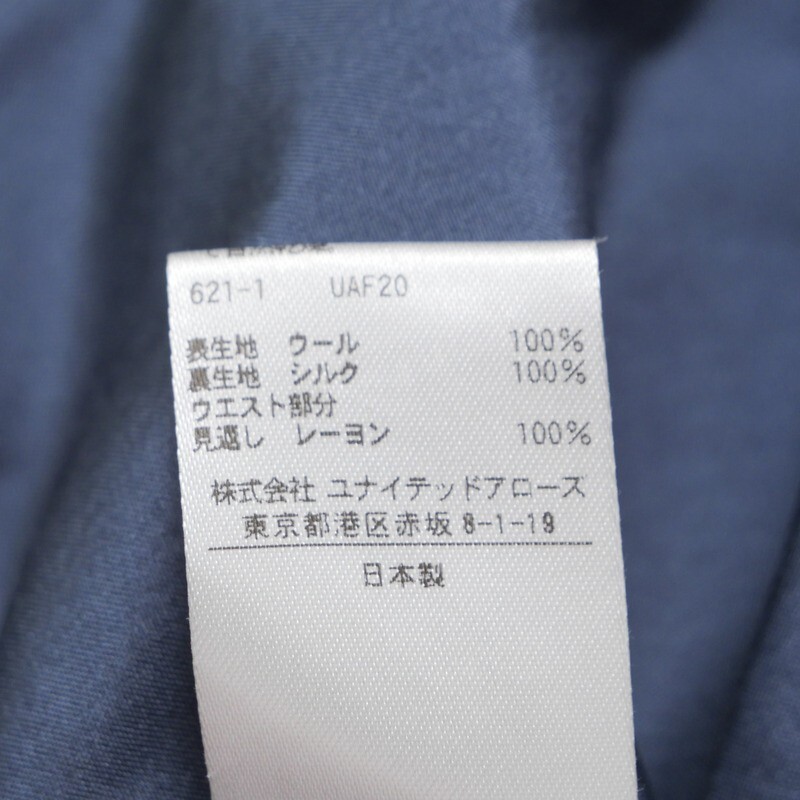 621-1 UAF20
表生地 ウール 100%
裏生地 シルク 100%
ウエスト部分
見返し レーヨン 100%
株式会社 ユナイテッドアローズ
東京都港区赤坂 8-1-19
日本製